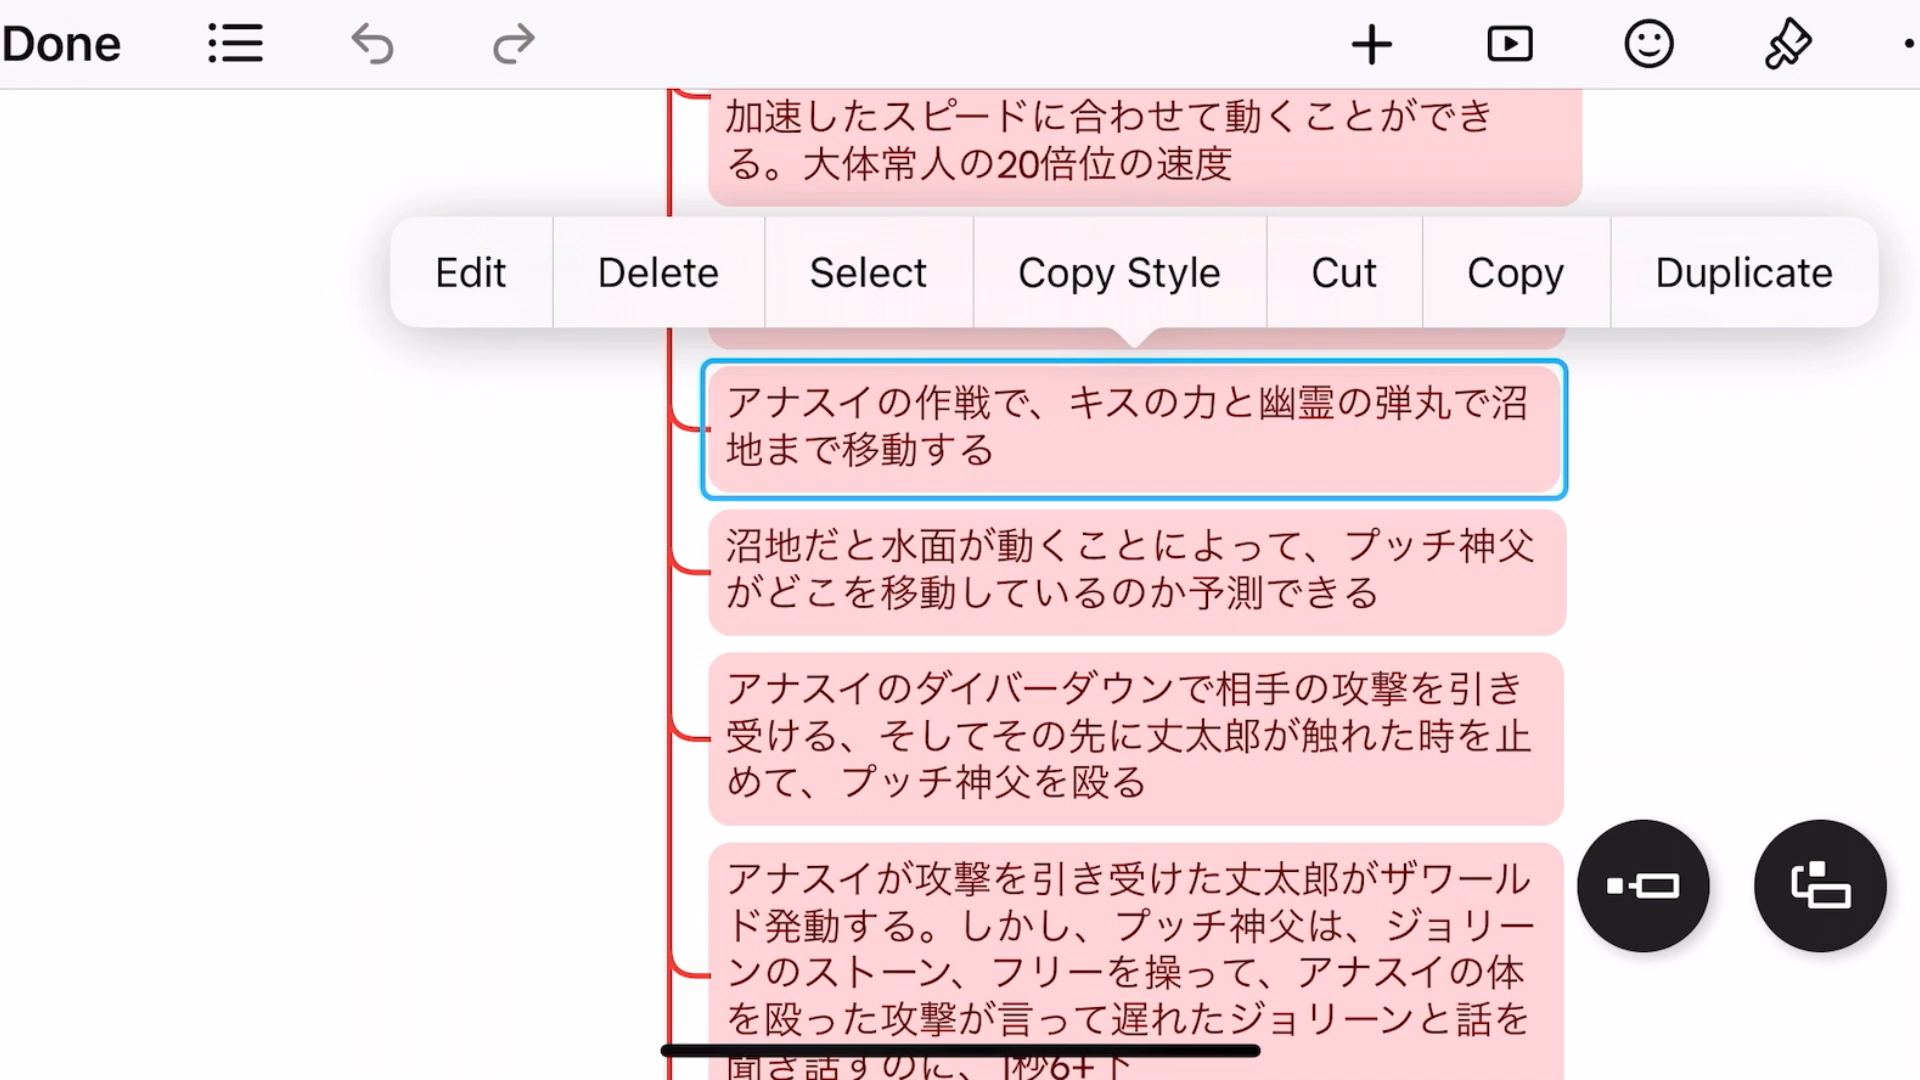 Done
加速したスピードに合わせて動くことができ
る。大体常人の20倍位の速度
Edit
Delete
Select
Copy Style
Cut
Copy
Duplicate
アナスイの作戦で、キスの力と幽霊の弾丸で沼
地まで移動する
沼地だと水面が動くことによって、プッチ神父
がどこを移動しているのか予測できる
アナスイのダイバーダウンで相手の攻撃を引き
受ける、そしてその先に丈太郎が触れた時を止
めて、プッチ神父を殴る
アナスイが攻撃を引き受けた丈太郎がザワール
ド発動する。しかし、プッチ神父は、ジョリー
ンのストーン、フリーを操って、アナスイの体
を殴った攻撃が言って遅れたジョリーンと話を
聞き話すのに、